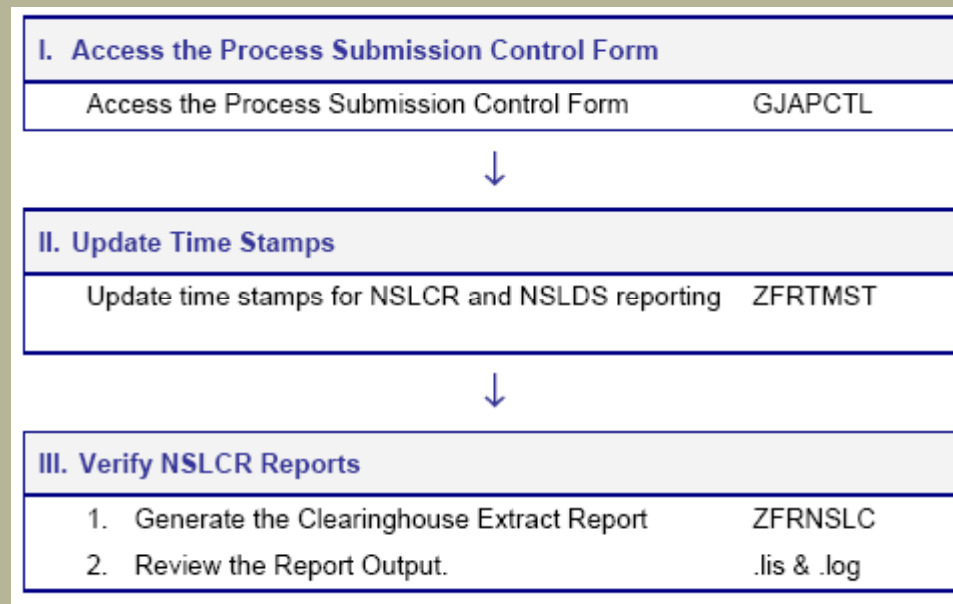 I. Access the Process Submission Control Form
Access the Process Submission Control Form GJAPCTL
↓
II. Update Time Stamps
Update time stamps for NSLCR and NSLDS reporting ZFRTMST
↓
III. Verify NSLCR Reports
1. Generate the Clearinghouse Extract Report ZFRNSLC
2. Review the Report Output. .lis & .log